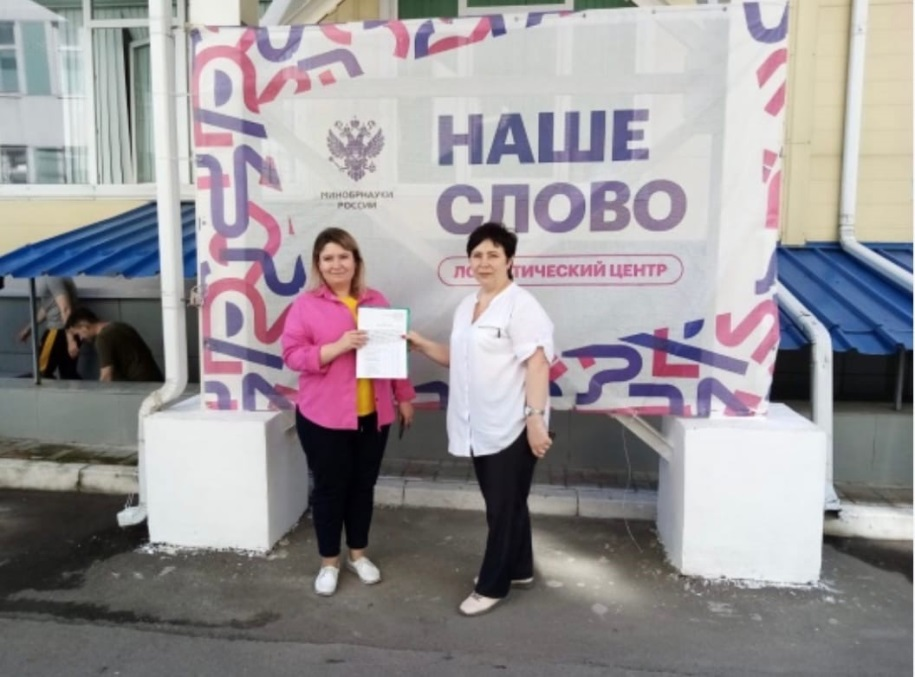 НАШЕ
СЛОВО
МИНОБРНАУКИ
РОССИИ
ЛОГИСТИЧЕСКИЙ ЦЕНТР